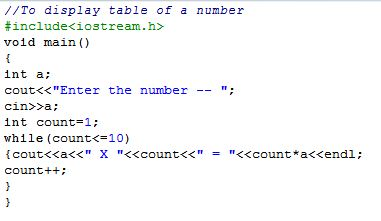 //To display table of a number
#include<iostream.h>
void main()
{
int a;
cout<<"Enter the number -- ";
cin>>a;
int count=1;
while(count<=10)
{cout<<a<<" X "<<count<<" = "<<count*a<<endl;
count++;
}
}